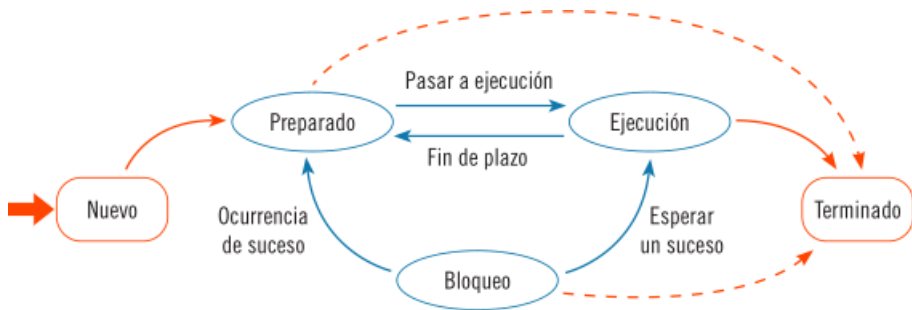 Pasar a ejecución
Preparado
Ejecución
Fin de plazo
Nuevo
Ocurrencia
de suceso
Esperar
un suceso
Terminado
Bloqueo